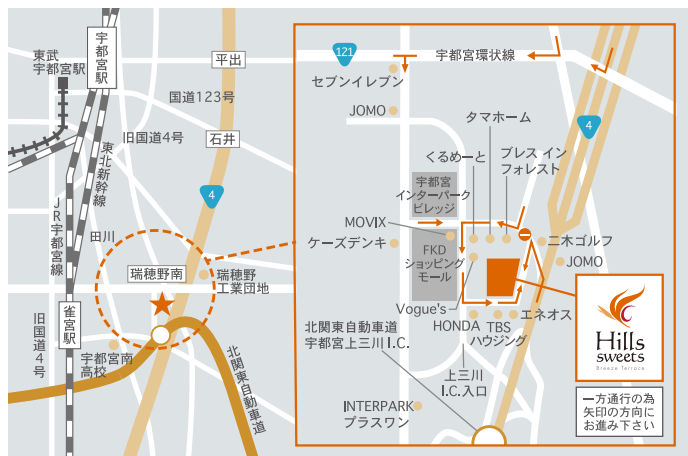 東武
宇都宮駅
宇都宮駅
平出
国道123号
旧国道4号
石井
東北新幹線
4
JR宇都宮線
田川
瑞穂野南
瑞穂野
工業団地
雀宮駅
旧国道4号
宇都宮南
高校
北関東自動車道
121
宇都宮環状線
セブンイレブン
JOMO
タマホーム
4
くるめーと
ブレス イン
フォレスト
宇都宮
インターパーク
ビレッジ
MOVIX
ケーズデンキ
FKD
ショッピング
モール
二木ゴルフ
JOMO
Vogue's
エネオス
HONDA
TBS
ハウジング
北関東自動車道
宇都宮上三川I.C.
上三川
I.C.入口
INTERPARK
プラスワン
Hills
sweets
Breeze Terrace
一方通行の為
矢印の方向に
お進み下さい